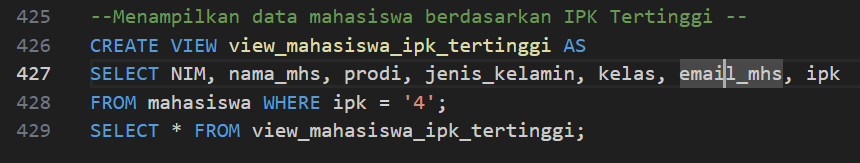 425 --Menampilkan data mahasiswa berdasarkan IPK Tertinggi --
426 CREATE VIEW view_mahasiswa_ipk_tertinggi AS
427 SELECT NIM, nama_mhs, prodi, jenis_kelamin, kelas, email_mhs, ipk
428 FROM mahasiswa WHERE ipk = '4';
429 SELECT * FROM view_mahasiswa_ipk_tertinggi;